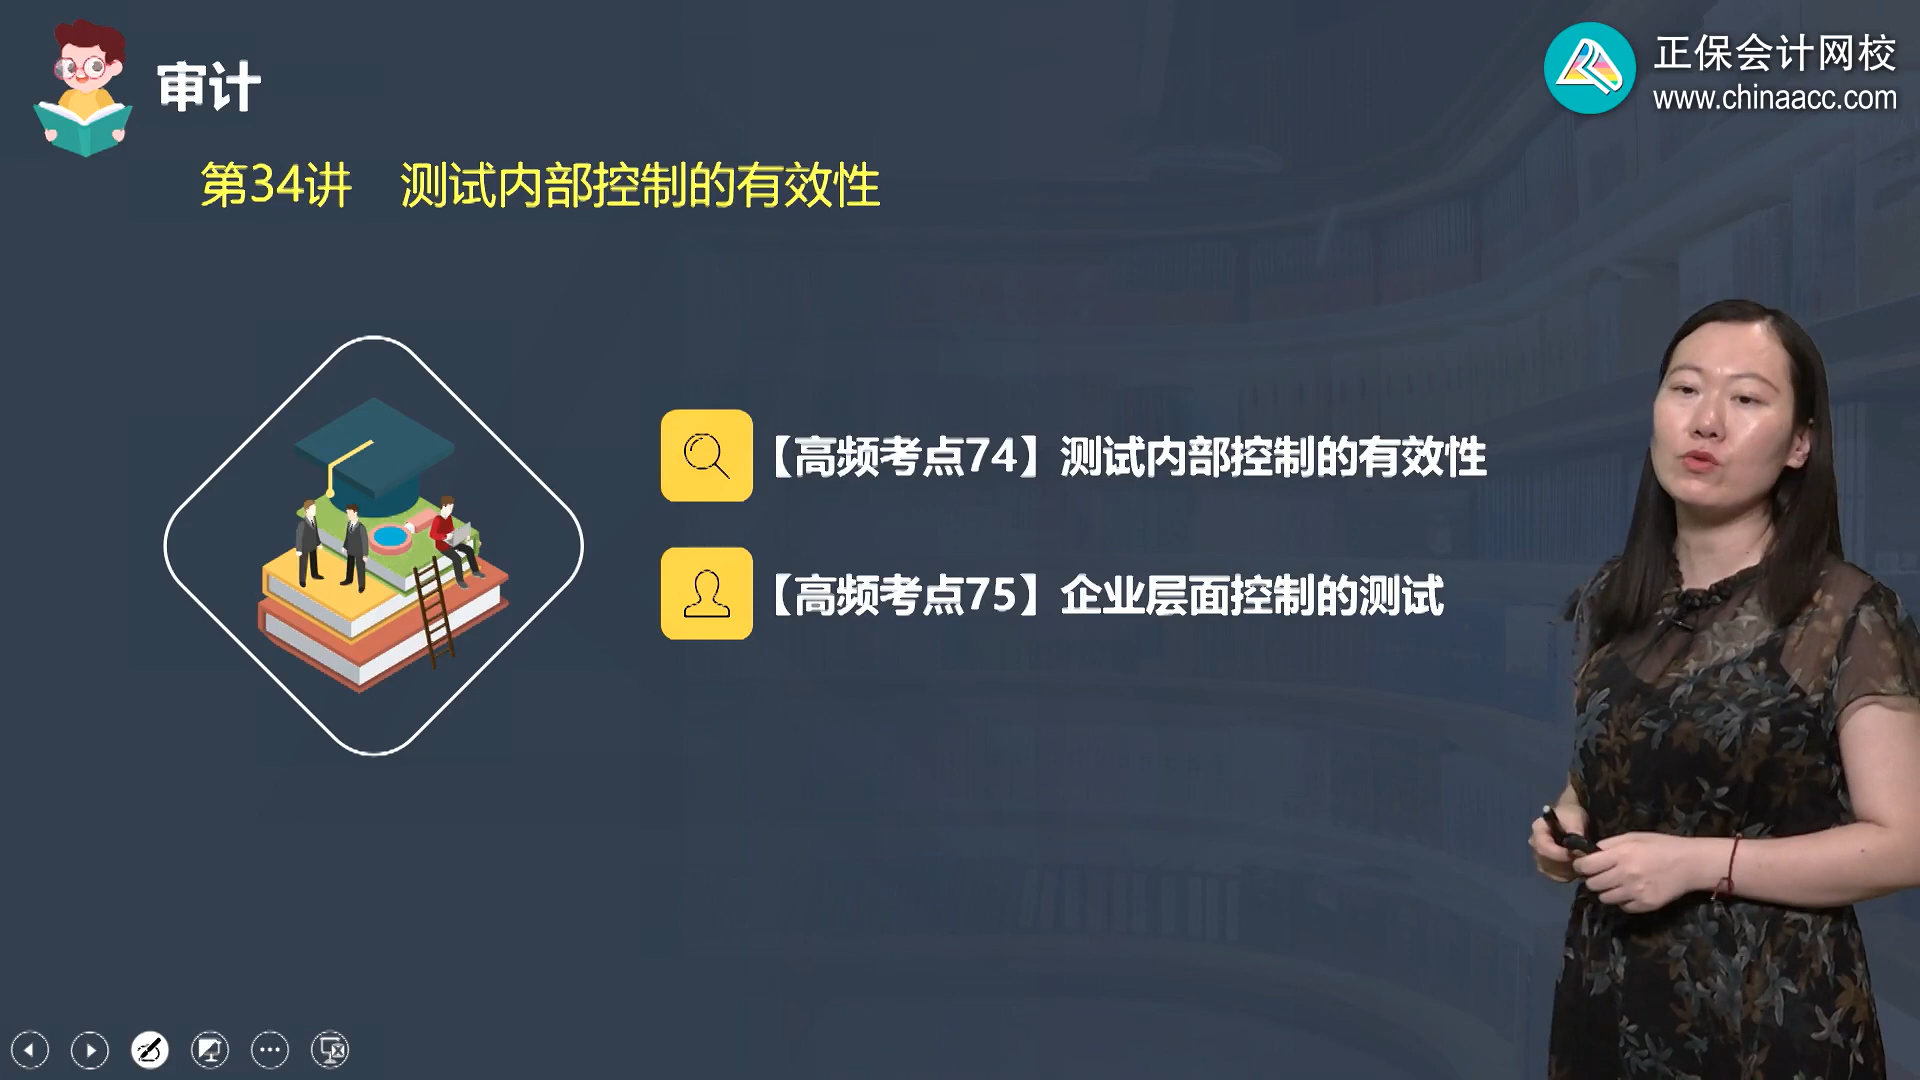 审计
正保会计网校
www.chinaacc.com
第34讲 测试内部控制的有效性
【高频考点74】测试内部控制的有效性
【高频考点75】企业层面控制的测试